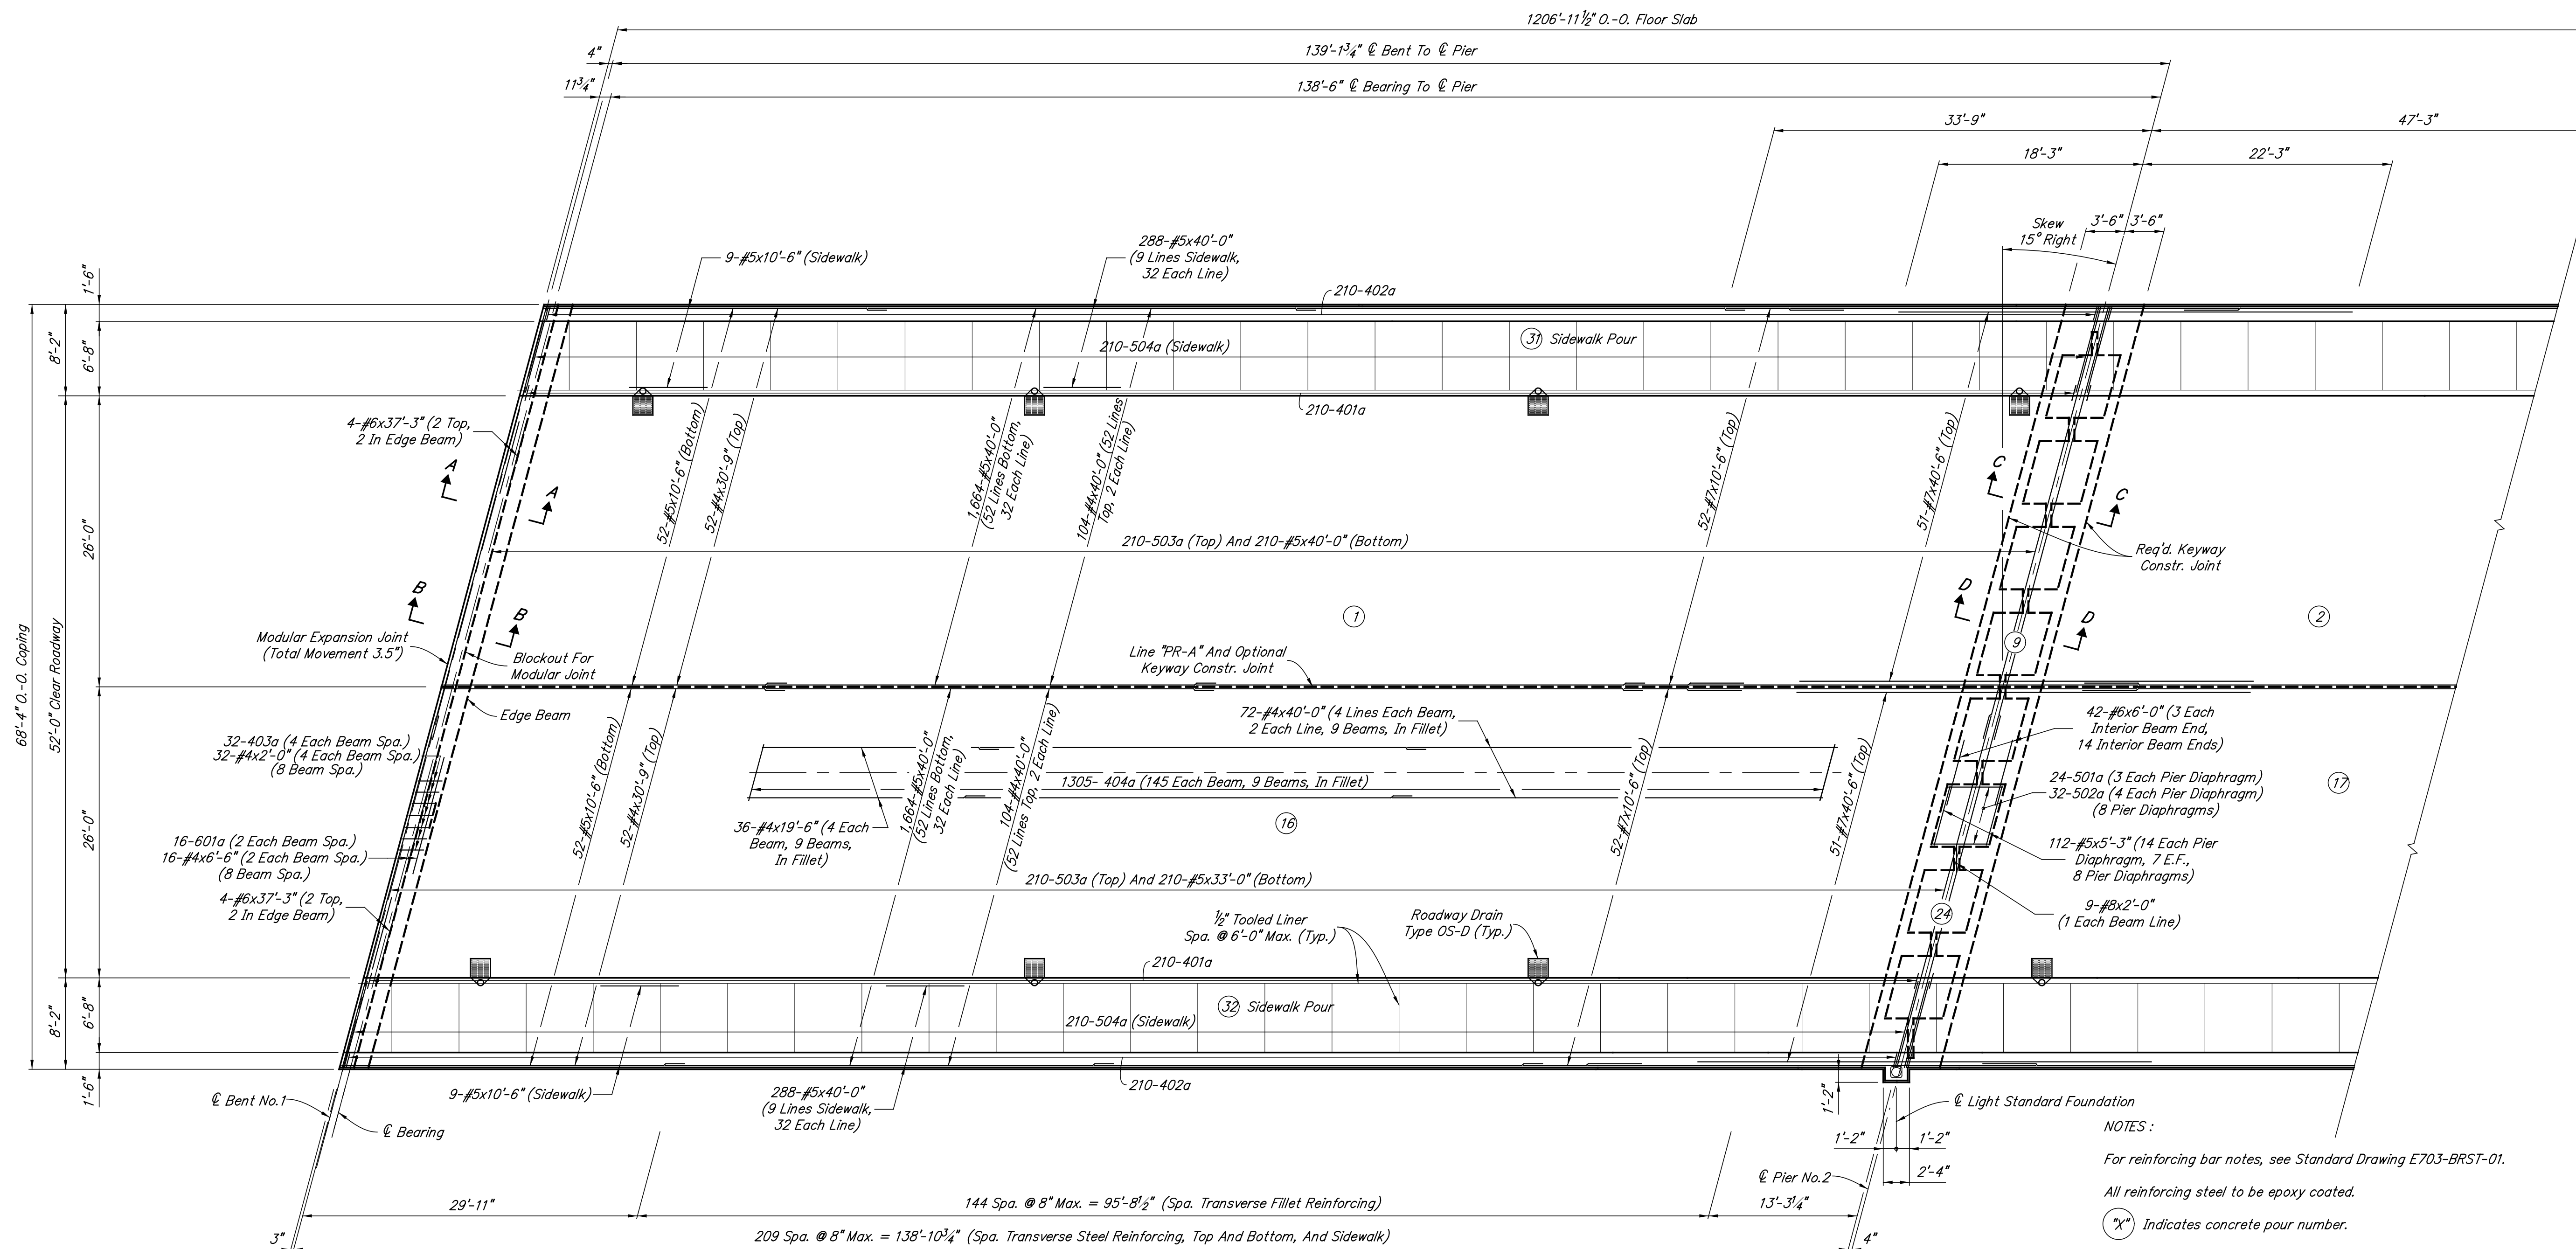 1206'-11½" O.-O. Floor Slab
4"
139'-1¾" ℄ Bent To ℄ Pier
11¾"
138'-6" ℄ Bearing To ℄ Pier
33'-9"
47'-3"
18'-3"
22'-3"
Skew
15° Right
3'-6"
3'-6"
9-#5x10'-6" (Sidewalk)
288-#5x40'-0"
(9 Lines Sidewalk,
32 Each Line)
210-402a
1'-6"
8'-2"
6'-8"
210-504a (Sidewalk)
31 Sidewalk Pour
210-401a
4-#6x37'-3" (2 Top,
2 In Edge Beam)
A
A
52-#5x10'-6" (Bottom)
52-#4x30'-9" (Top)
1,664-#5x40'-0"
(52 Lines Bottom,
32 Each Line)
104-#4x40'-0" (52 Lines
Top, 2 Each Line)
52-#7x10'-6" (Top)
51-#7x40'-6" (Top)
C
C
26'-0"
210-503a (Top) And 210-#5x40'-0" (Bottom)
Req'd. Keyway
Constr. Joint
B
B
D
D
1
2
9
68'-4" O.-O. Coping
52'-0" Clear Roadway
Modular Expansion Joint
(Total Movement 3.5")
Blockout For
Modular Joint
Line "PR-A" And Optional
Keyway Constr. Joint
Edge Beam
72-#4x40'-0" (4 Lines Each Beam,
2 Each Line, 9 Beams, In Fillet)
42-#6x6'-0" (3 Each
Interior Beam End,
14 Interior Beam Ends)
32-403a (4 Each Beam Spa.)
32-#4x2'-0" (4 Each Beam Spa.)
(8 Beam Spa.)
52-#5x10'-6" (Bottom)
52-#4x30'-9" (Top)
1,664-#5x40'-0"
(52 Lines Bottom,
32 Each Line)
104-#4x40'-0"
(52 Lines Top, 2 Each Line)
52-#7x10'-6" (Top)
51-#7x40'-6" (Top)
1305- 404a (145 Each Beam, 9 Beams, In Fillet)
24-501a (3 Each Pier Diaphragm)
32-502a (4 Each Pier Diaphragm)
(8 Pier Diaphragms)
17
26'-0"
16-601a (2 Each Beam Spa.)
16-#4x6'-6" (2 Each Beam Spa.)
(8 Beam Spa.)
36-#4x19'-6" (4 Each
Beam, 9 Beams,
In Fillet)
16
112-#5x5'-3" (14 Each Pier
Diaphragm, 7 E.F.,
8 Pier Diaphragms)
210-503a (Top) And 210-#5x33'-0" (Bottom)
4-#6x37'-3" (2 Top,
2 In Edge Beam)
½" Tooled Liner
Spa. @ 6'-0" Max. (Typ.)
Roadway Drain
Type OS-D (Typ.)
24
9-#8x2'-0"
(1 Each Beam Line)
210-401a
8'-2"
6'-8"
32 Sidewalk Pour
210-504a (Sidewalk)
1'-6"
9-#5x10'-6" (Sidewalk)
288-#5x40'-0"
(9 Lines Sidewalk,
32 Each Line)
210-402a
1'-2"
℄ Bent No.1
℄ Bearing
℄ Light Standard Foundation
1'-2"
1'-2"
2'-4"
℄ Pier No.2
NOTES :
For reinforcing bar notes, see Standard Drawing E703-BRST-01.
All reinforcing steel to be epoxy coated.
"X" Indicates concrete pour number.
29'-11"
144 Spa. @ 8" Max. = 95'-8½" (Spa. Transverse Fillet Reinforcing)
13'-3¼"
3"
209 Spa. @ 8" Max. = 138'-10¾" (Spa. Transverse Steel Reinforcing, Top And Bottom, And Sidewalk)
4"